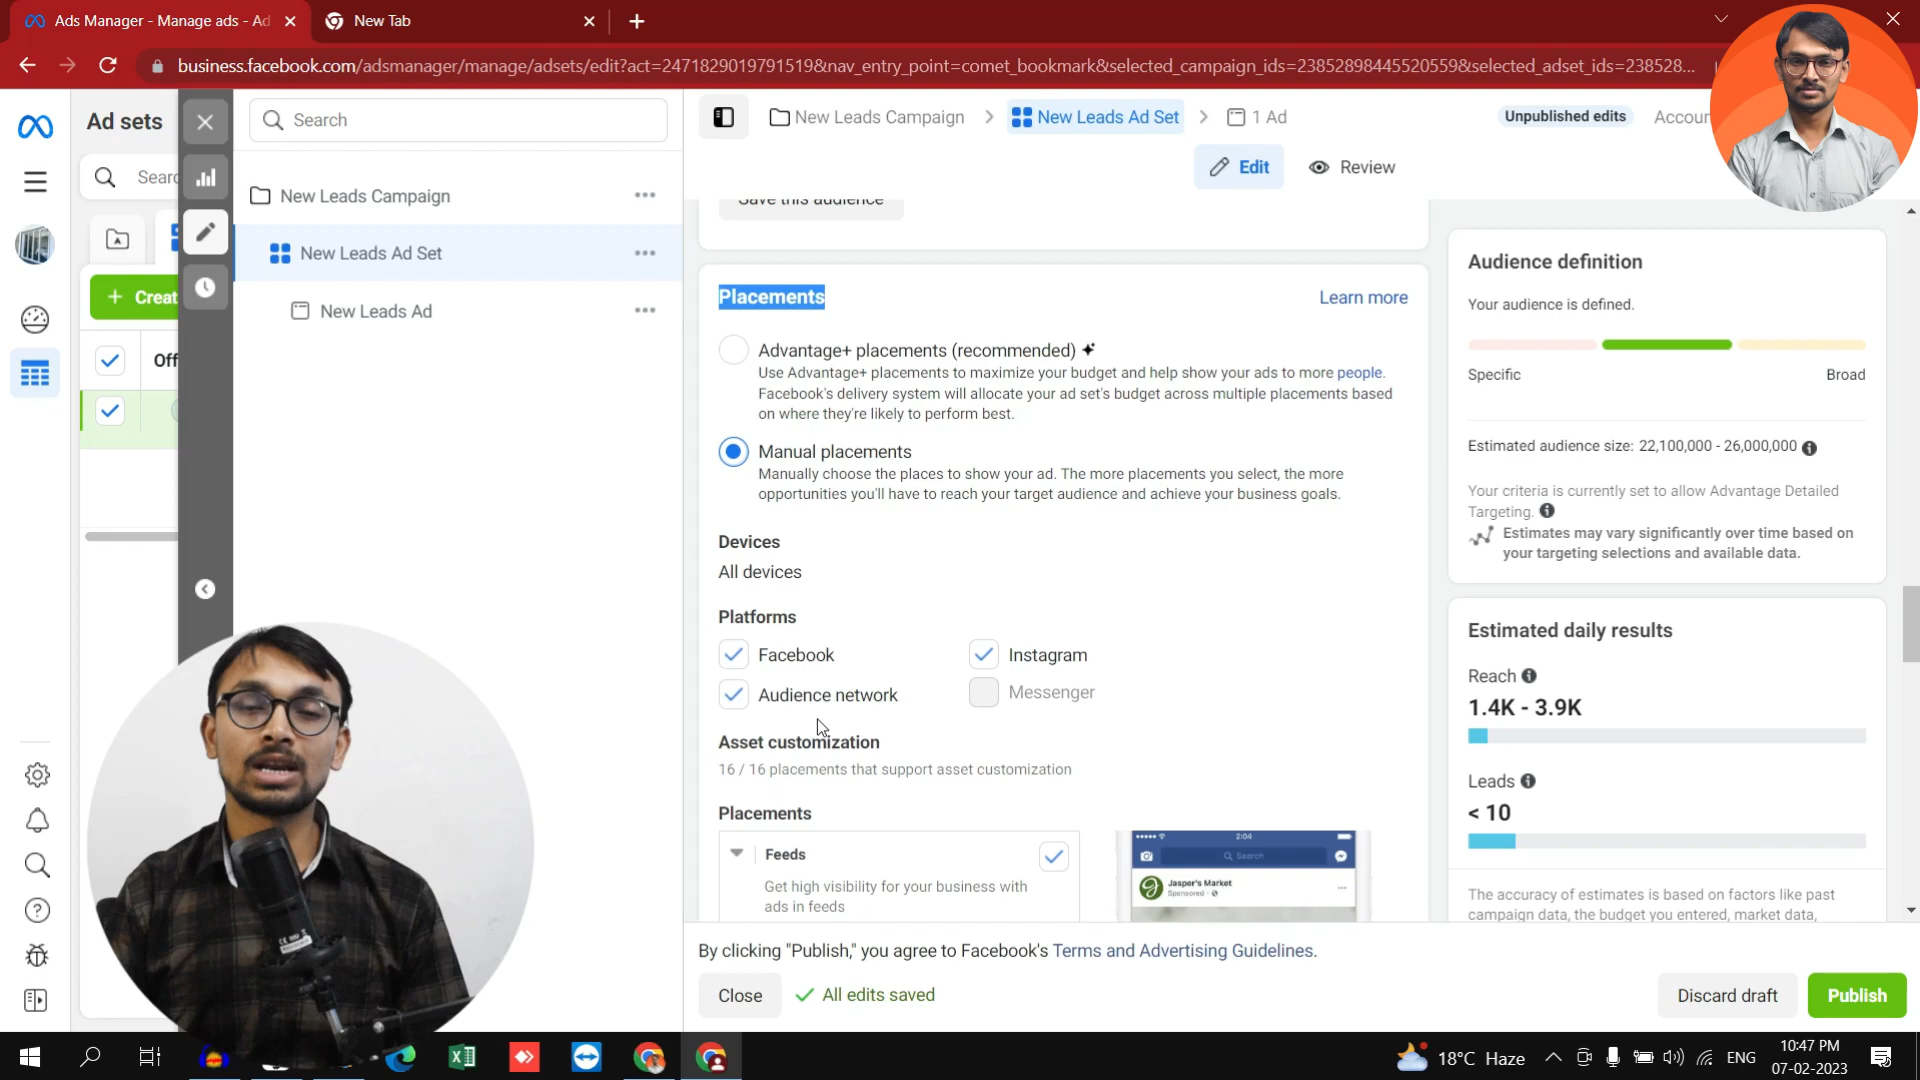 Ads Manager - Manage ads - Ad
New Tab
business.facebook.com/adsmanager/manage/adsets/edit?act=2471829019791519&nav_entry_point=comet_bookmark&selected_campaign_ids=23852898445520559&selected_adset_ids=238528...
Ad sets
Search
New Leads Campaign
New Leads Ad Set
1 Ad
Unpublished edits
Accoun
Edit
Review
Searc
New Leads Campaign
New Leads Ad Set
New Leads Ad
+ Creat
Off
Save this audience
Placements
Learn more
Advantage+ placements (recommended)
Use Advantage+ placements to maximize your budget and help show your ads to more people.
Facebook's delivery system will allocate your ad set's budget across multiple placements based
on where they're likely to perform best.
Manual placements
Manually choose the places to show your ad. The more placements you select, the more
opportunities you'll have to reach your target audience and achieve your business goals.
Devices
All devices
Platforms
Facebook
Instagram
Audience network
Messenger
Asset customization
16 / 16 placements that support asset customization
Placements
Feeds
Get high visibility for your business with
ads in feeds
2:04
Search
Jasper's Market
Sponsored
Audience definition
Your audience is defined.
Specific
Broad
Estimated audience size: 22,100,000 - 26,000,000
Your criteria is currently set to allow Advantage Detailed
Targeting.
Estimates may vary significantly over time based on
your targeting selections and available data.
Estimated daily results
Reach
1.4K - 3.9K
Leads
< 10
The accuracy of estimates is based on factors like past
campaign data, the budget you entered, market data,
By clicking "Publish," you agree to Facebook's Terms and Advertising Guidelines.
Close
All edits saved
Discard draft
Publish
18°C Haze
ENG
10:47 PM
07-02-2023